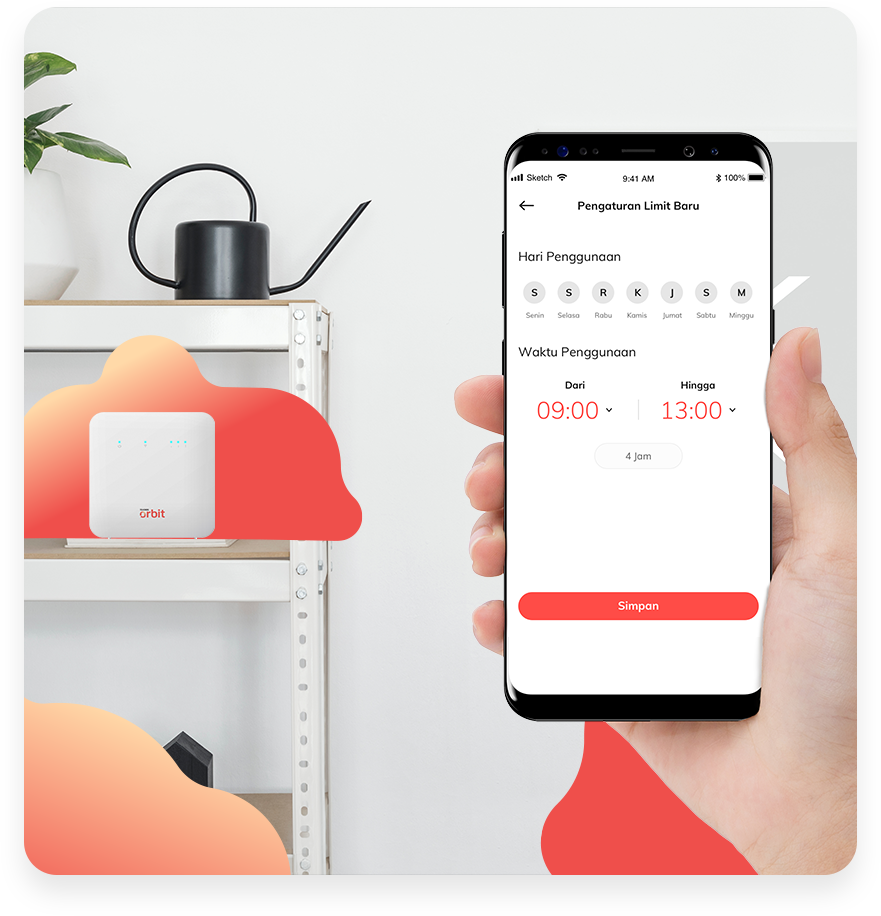 Sketch 9:41 AM 100%
Pengaturan Limit Baru
Hari Penggunaan
S S R K J S M
Senin Selasa Rabu Kamis Jumat Sabtu Minggu
Waktu Penggunaan
Dari Hingga
09:00 13:00
4 Jam
orbit
Simpan